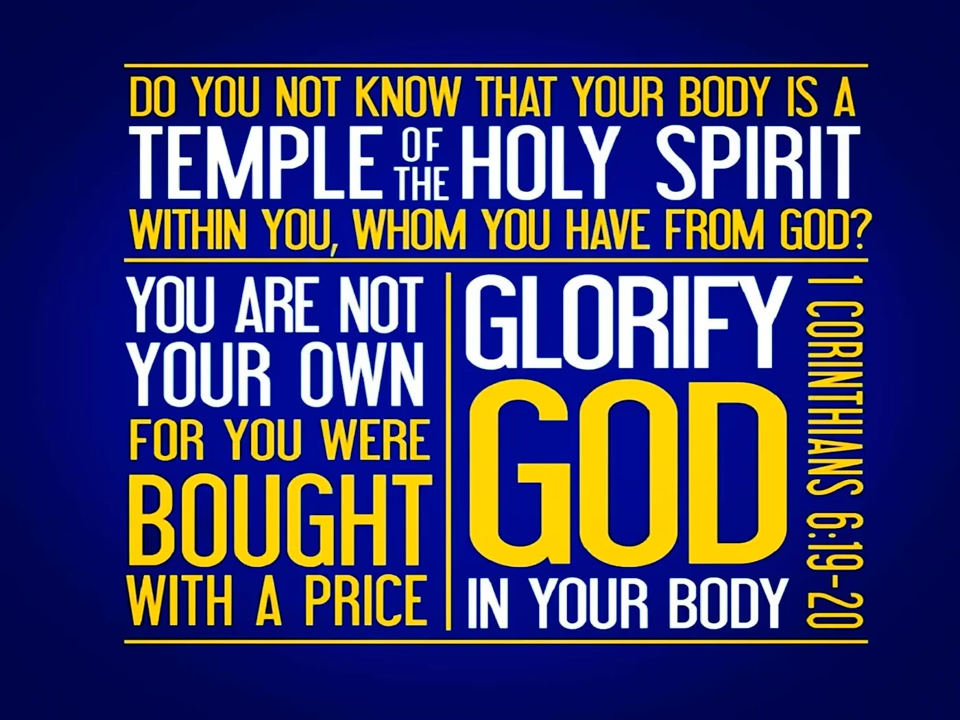 DO YOU NOT KNOW THAT YOUR BODY IS A
TEMPLE OF THE HOLY SPIRIT
WITHIN YOU, WHOM YOU HAVE FROM GOD?
YOU ARE NOT
YOUR OWN
FOR YOU WERE
BOUGHT
WITH A PRICE
GLORIFY
GOD
IN YOUR BODY
1 CORINTHIANS 6:19-20